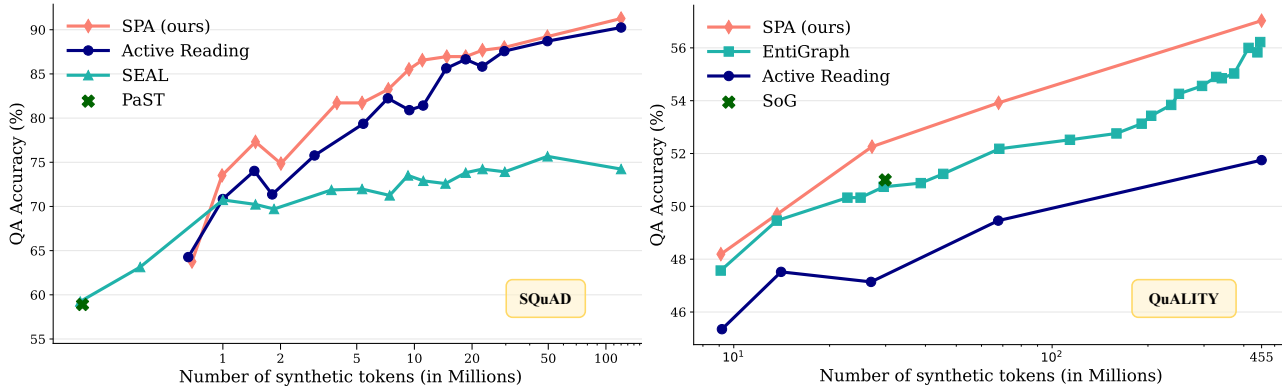 SPA (ours)
Active Reading
SEAL
PaST
QA Accuracy (%)
90
85
80
75
70
65
60
55
SQuAD
1
2
5
10
20
50
100
Number of synthetic tokens (in Millions)
SPA (ours)
EntiGraph
Active Reading
SoG
QA Accuracy (%)
56
54
52
50
48
46
QuALITY
10¹
10²
455
Number of synthetic tokens (in Millions)